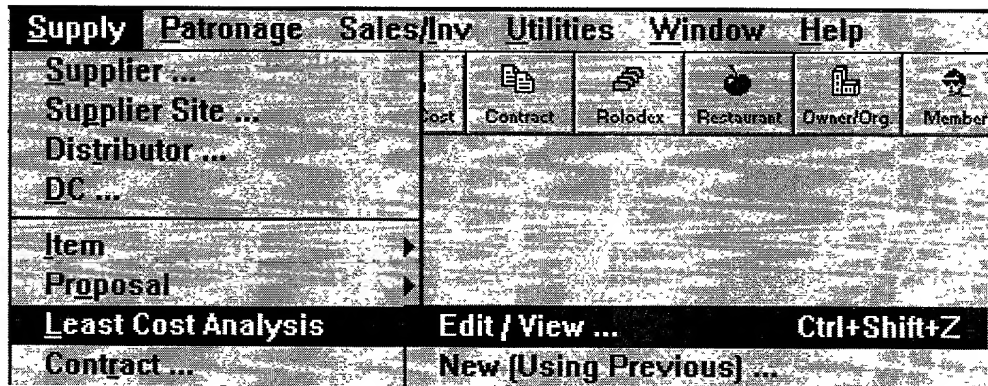 Supply Patronage Sales/Inv Utilities Window Help
Supplier ...
Supplier Site ...
Cost Contract Rolodex Restaurant Owner/Org. Member
Distributor ...
DC ...
Item
Proposal
Least Cost Analysis Edit / View ... Ctrl+Shift+Z
Contract ... New (Using Previous) ...